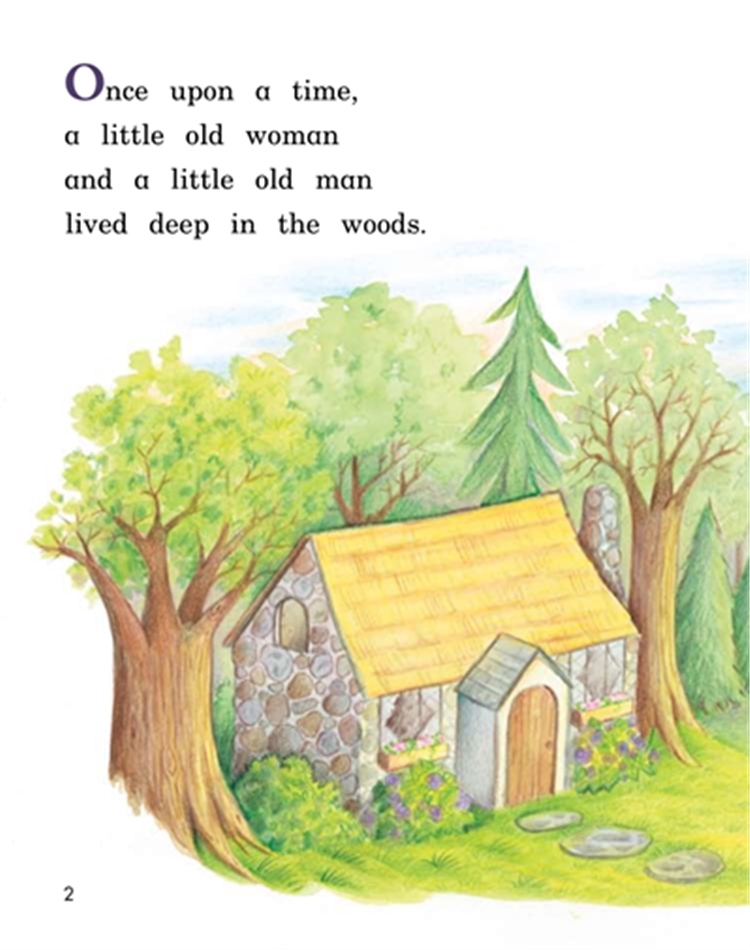 Once upon a time,
a little old woman
and a little old man
lived deep in the woods.
2